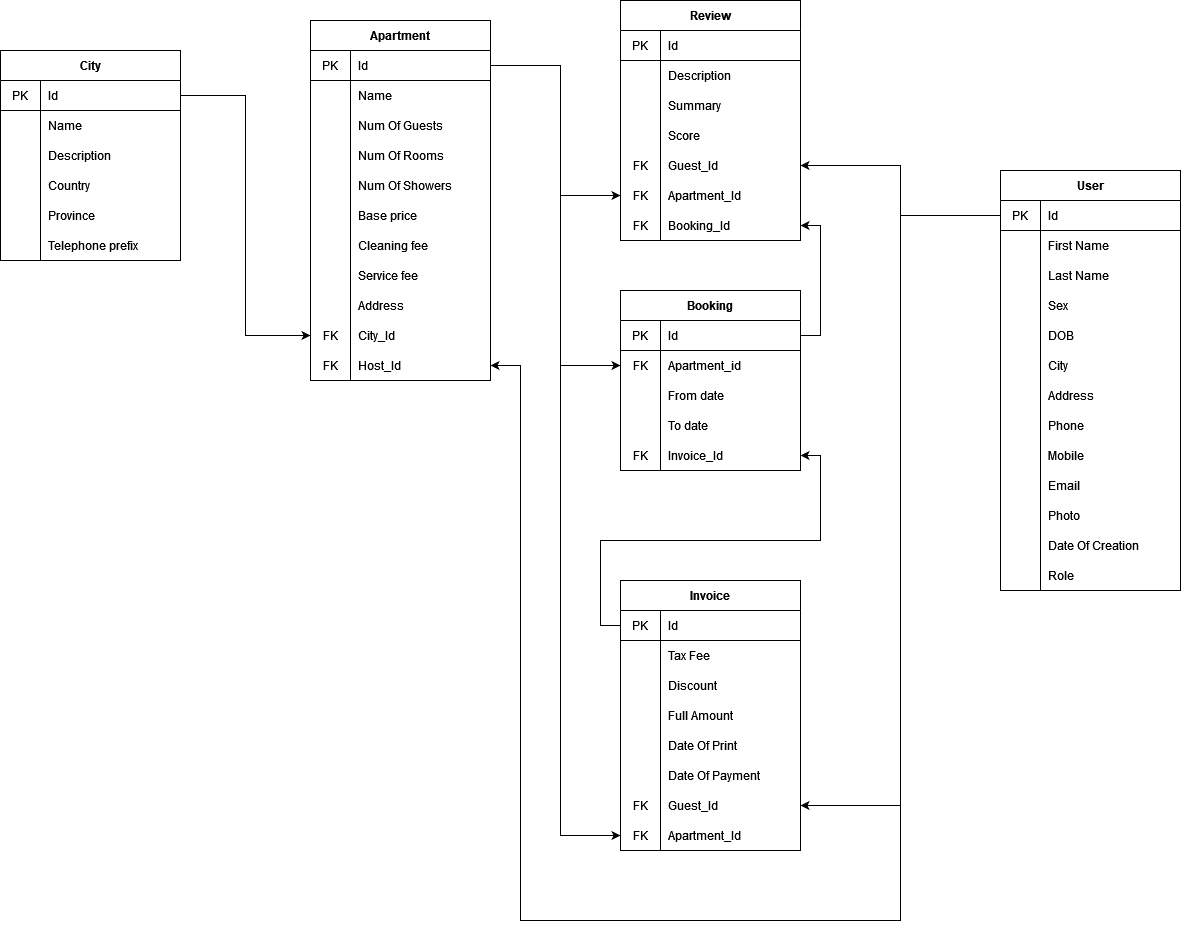 City
PK Id
Name
Description
Country
Province
Telephone prefix
Apartment
PK Id
Name
Num Of Guests
Num Of Rooms
Num Of Showers
Base price
Cleaning fee
Service fee
Address
FK City_Id
FK Host_Id
Review
PK Id
Description
Summary
Score
FK Guest_Id
FK Apartment_Id
FK Booking_Id
Booking
PK Id
FK Apartment_id
From date
To date
FK Invoice_Id
Invoice
PK Id
Tax Fee
Discount
Full Amount
Date Of Print
Date Of Payment
FK Guest_Id
FK Apartment_Id
User
PK Id
First Name
Last Name
Sex
DOB
City
Address
Phone
Mobile
Email
Photo
Date Of Creation
Role